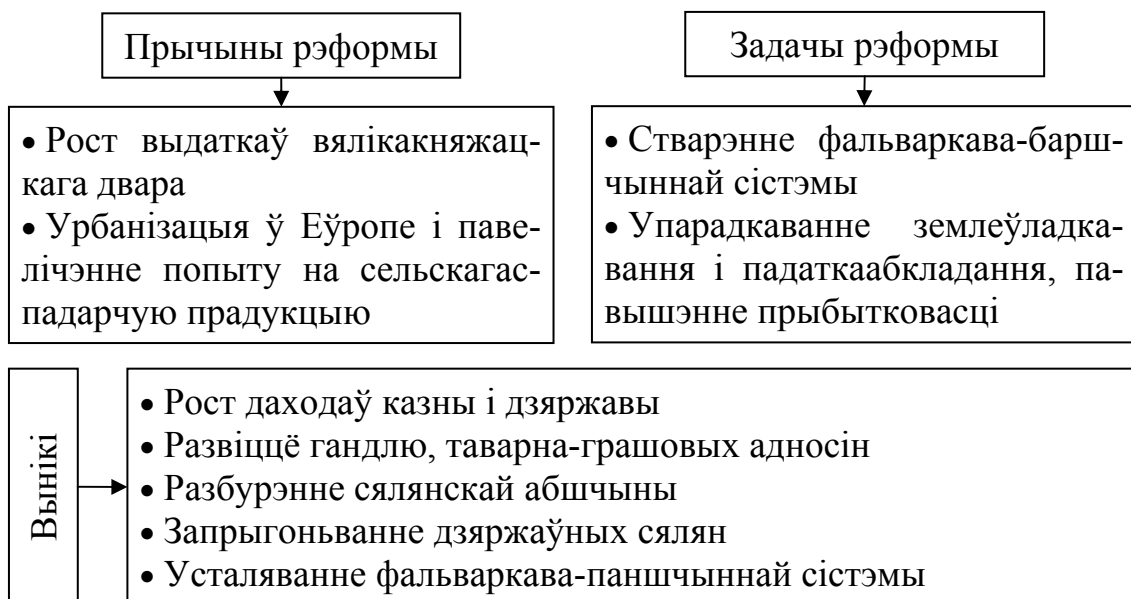 Прычыны рэформы
• Рост выдаткаў вялікакняжац-
кага двара
• Урбанізацыя ў Еўропе і паве-
лічэнне попыту на сельскагас-
падарчую прадукцыю
Задачы рэформы
• Стварэнне фальваркава-барш-
чыннай сістэмы
• Упарадкаванне землеўладка-
вання і падаткаабкладання, па-
вышэнне прыбытковасці
Вынікі
• Рост даходаў казны і дзяржавы
• Развіццё гандлю, таварна-грашовых адносін
• Разбурэнне сялянскай абшчыны
• Запрыгоньванне дзяржаўных сялян
• Усталяванне фальваркава-паншчыннай сістэмы